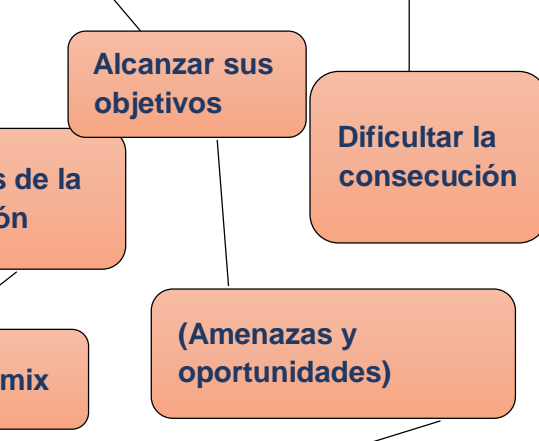 Alcanzar sus
objetivos
Dificultar la
consecución
s de la
ón
(Amenazas y
oportunidades)
mix